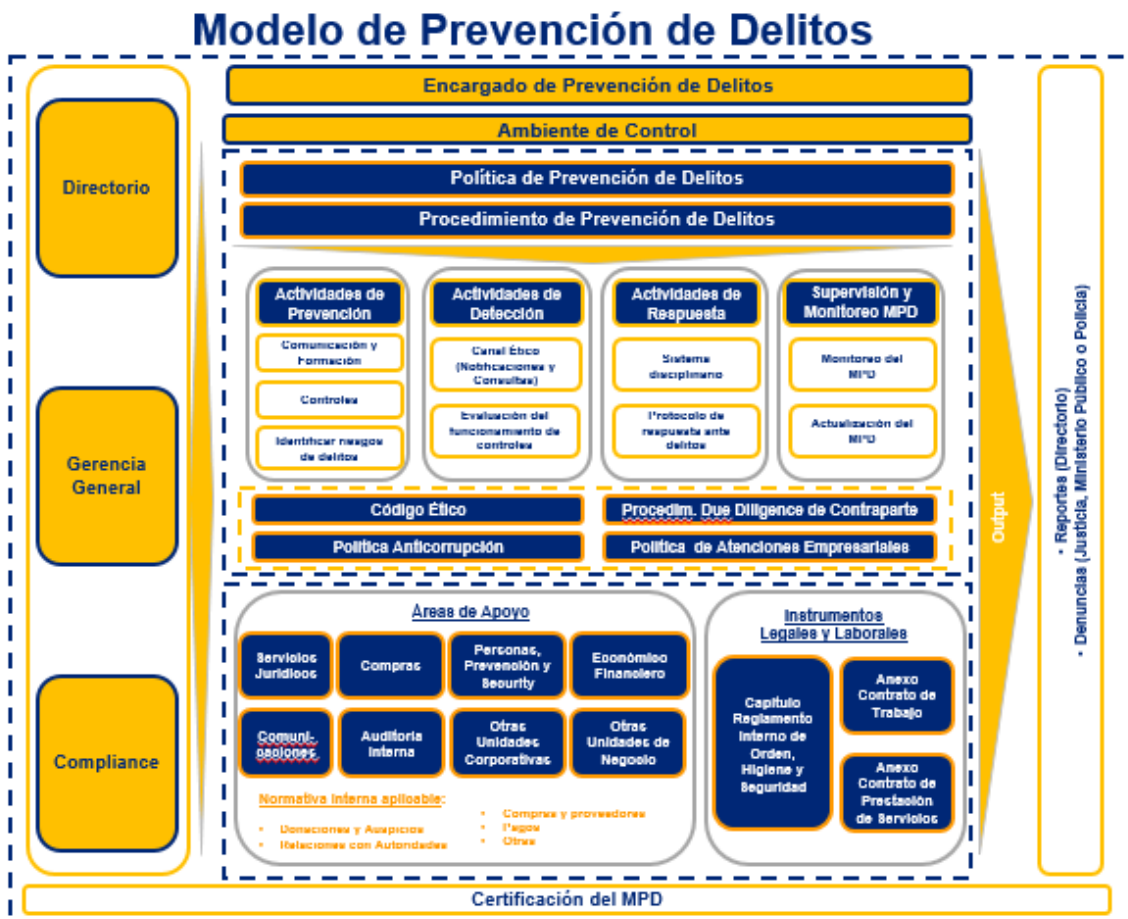 Modelo de Prevención de Delitos
Encargado de Prevención de Delitos
Ambiente de Control
Directorio
Gerencia
General
Compliance
Política de Prevención de Delitos
Procedimiento de Prevención de Delitos
Actividades de
Prevención
Comunicación y
Formación
Controles
Identificar riesgos
de delitos
Actividades de
Detección
Canal Ético
(Notificaciones y
Consultas)
Evaluación del
funcionamiento de
controles
Actividades de
Respuesta
Sistema
disciplinario
Protocolo de
respuesta ante
delitos
Supervisión y
Monitoreo MPD
Monitoreo del
MPD
Actualización del
MPD
Código Ético
Procedim. Due Diligence de Contraparte
Política Anticorrupción
Política de Atenciones Empresariales
Áreas de Apoyo
Servicios
Jurídicos
Compras
Personas,
Prevención y
Security
Económico
Financiero
Comuni-
caciones
Auditoría
Interna
Otras
Unidades
Corporativas
Otras
Unidades de
Negocio
Normativa Interna aplicable:
• Donaciones y Auspicios
• Relaciones con Autoridades
• Compras y proveedores
• Pagos
• Otras
Instrumentos
Legales y Laborales
Capítulo
Reglamento
Interno de
Orden,
Higiene y
Seguridad
Anexo
Contrato de
Trabajo
Anexo
Contrato de
Prestación
de Servicios
Output
• Reportes (Directorio)
• Denuncias (Justicia, Ministerio Público o Policía)
Certificación del MPD